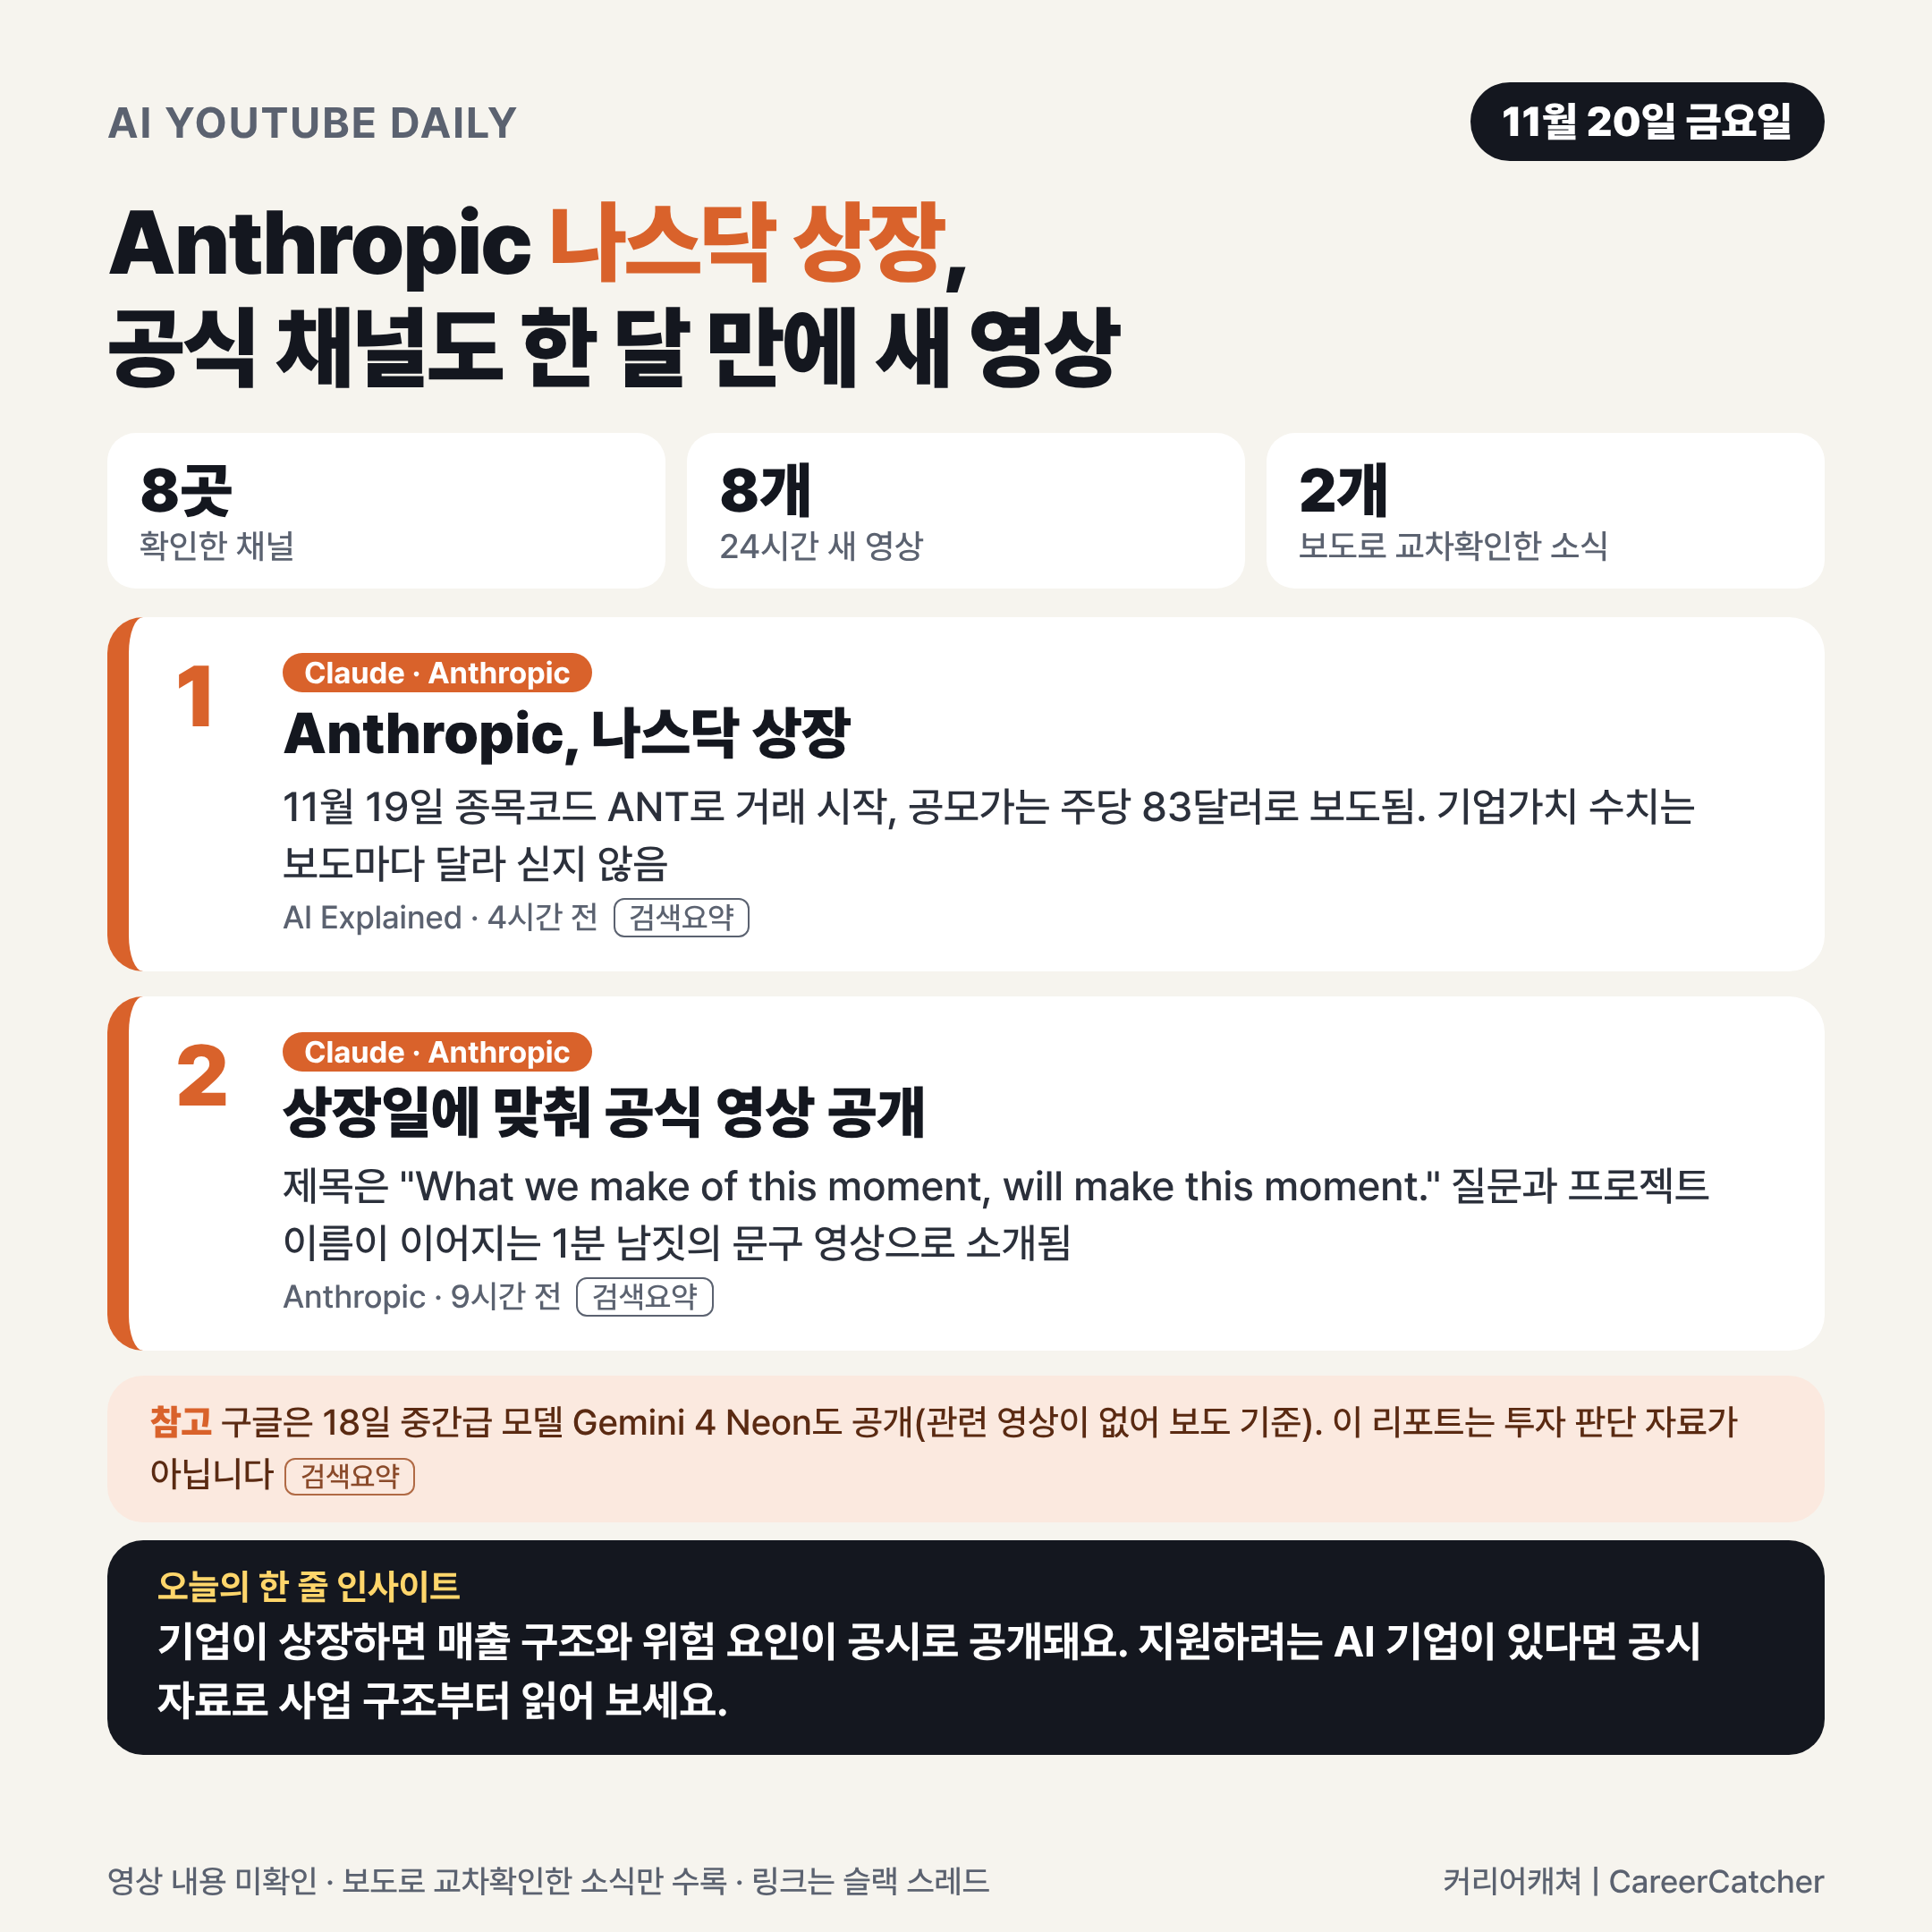 AI YOUTUBE DAILY
11월 20일 금요일
Anthropic 나스닥 상장,
공식 채널도 한 달 만에 새 영상
8곳
확인한 채널
8개
24시간 새 영상
2개
보도로 교차확인한 소식
1
Claude · Anthropic
Anthropic, 나스닥 상장
11월 19일 종목코드 ANT로 거래 시작, 공모가는 주당 83달러로 보도됨. 기업가치 수치는
보도마다 달라 싣지 않음
AI Explained · 4시간 전 검색요약
2
Claude · Anthropic
상장일에 맞춰 공식 영상 공개
제목은 "What we make of this moment, will make this moment." 질문과 프로젝트
이름이 이어지는 1분 남짓의 문구 영상으로 소개됨
Anthropic · 9시간 전 검색요약
참고 구글은 18일 중간급 모델 Gemini 4 Neon도 공개(관련 영상이 없어 보도 기준). 이 리포트는 투자 판단 자료가
아닙니다 검색요약
오늘의 한 줄 인사이트
기업이 상장하면 매출 구조와 위험 요인이 공시로 공개돼요. 지원하려는 AI 기업이 있다면 공시
자료로 사업 구조부터 읽어 보세요.
영상 내용 미확인 · 보도로 교차확인한 소식만 수록 · 링크는 슬랙 스레드
커리어캐쳐 | CareerCatcher